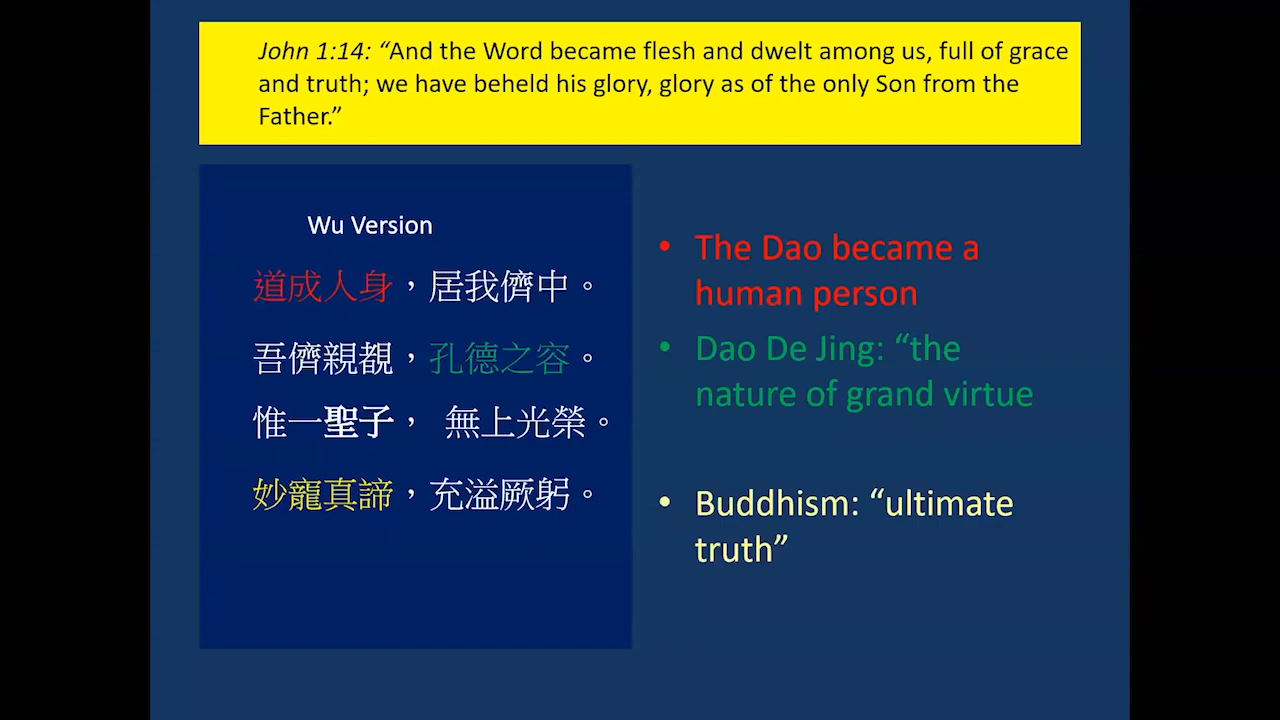 John 1:14: “And the Word became flesh and dwelt among us, full of grace
and truth; we have beheld his glory, glory as of the only Son from the
Father.”
Wu Version
道成人身，居我儕中。
吾儕親覩，孔德之容。
惟一聖子， 無上光榮。
妙寵真諦，充溢厥躬。
• The Dao became a
human person
• Dao De Jing: “the
nature of grand virtue
• Buddhism: “ultimate
truth”